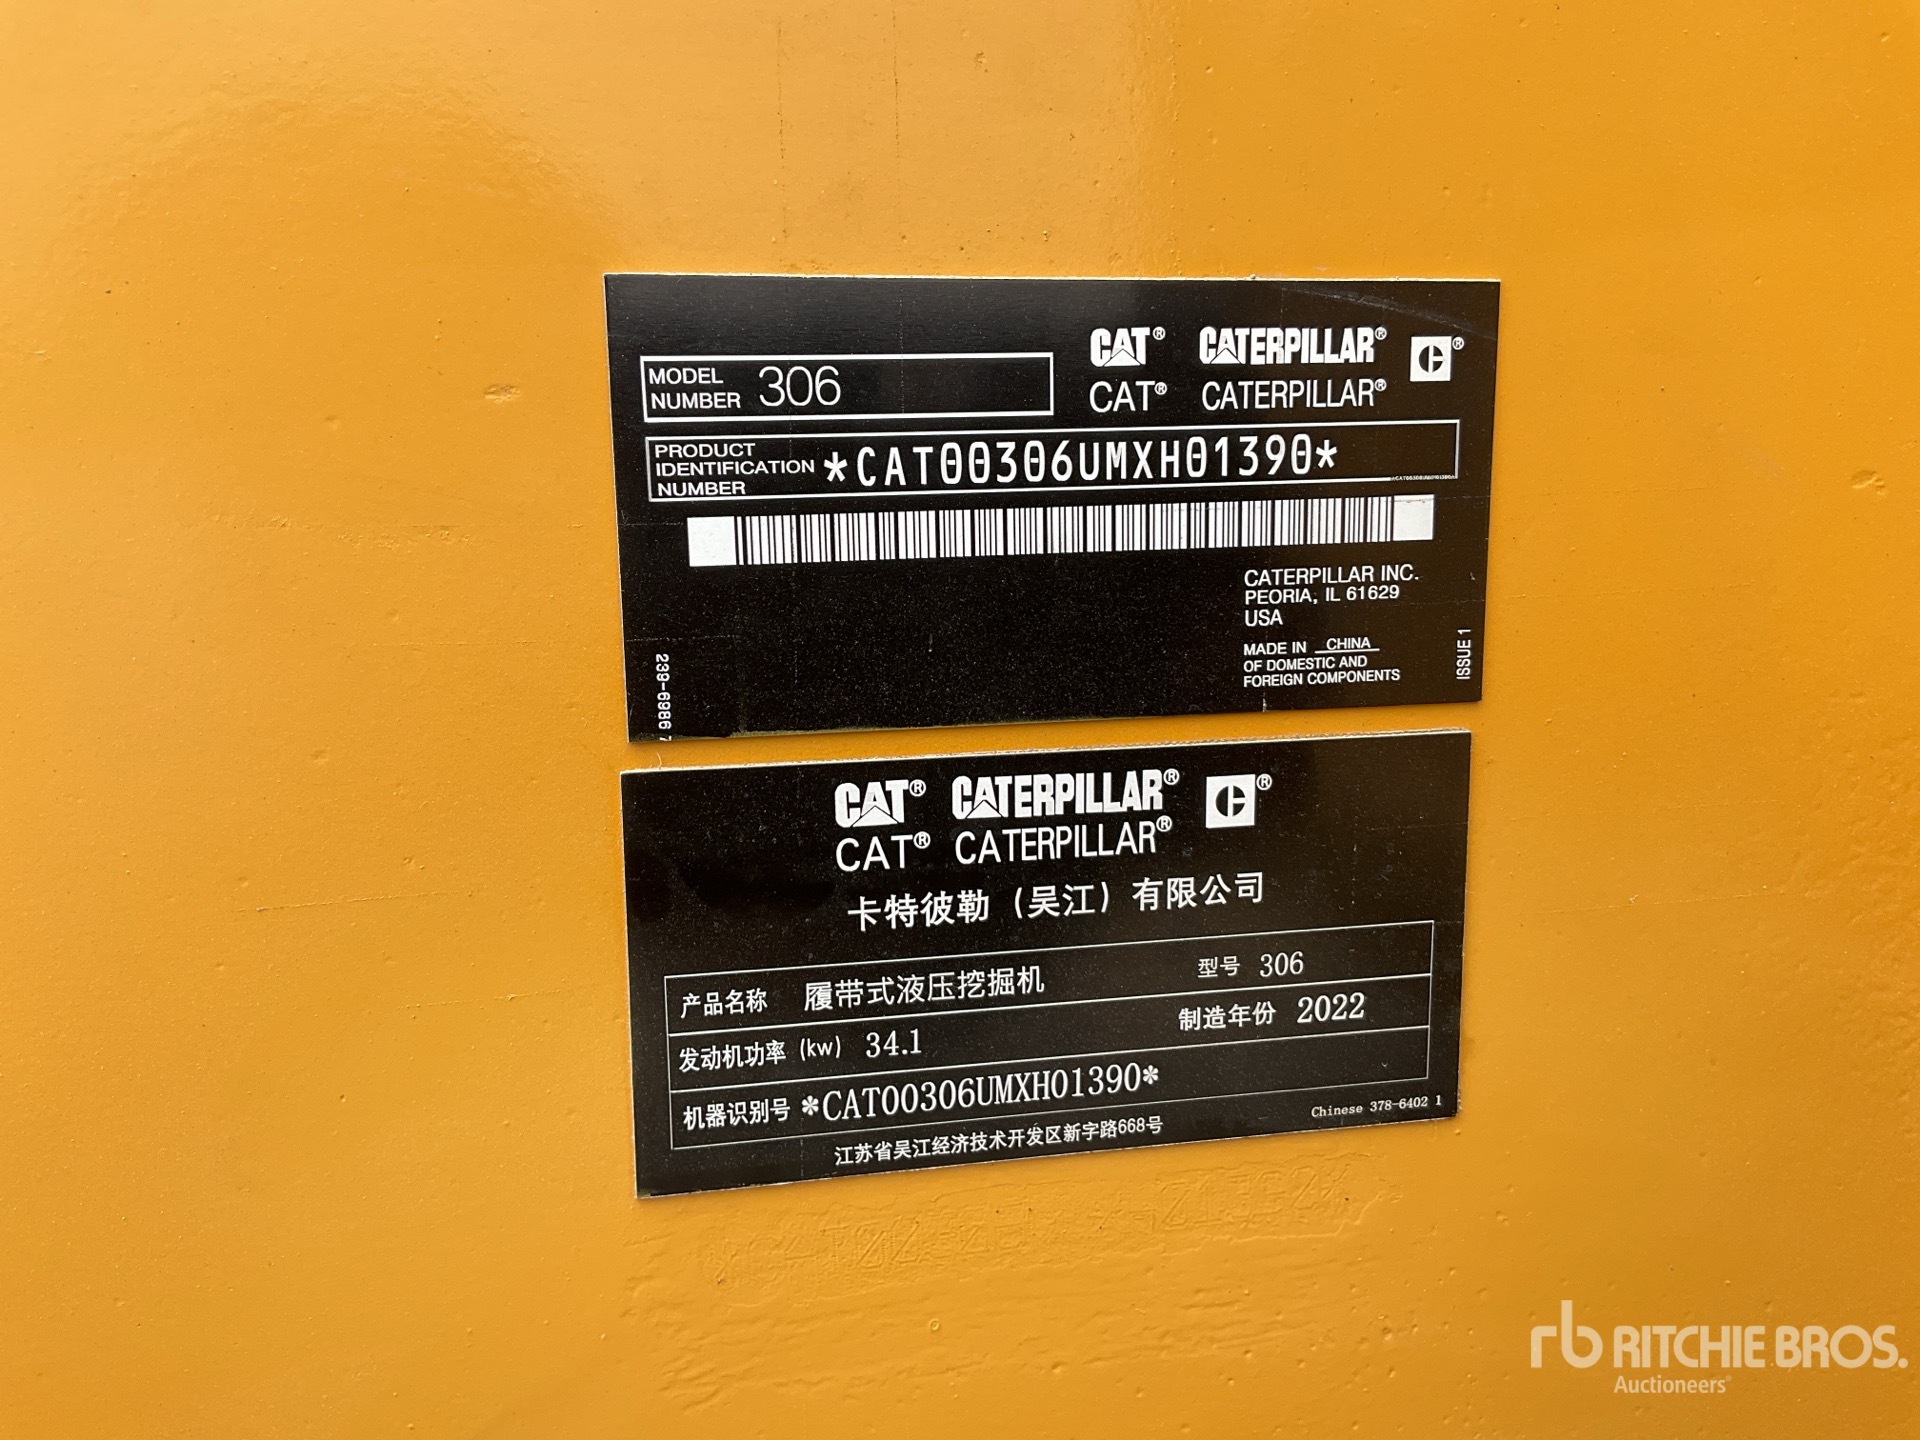 CAT® CATERPILLAR® C®
CAT® CATERPILLAR®
MODEL NUMBER 306
PRODUCT IDENTIFICATION NUMBER *CAT00306UMXH01390*
*CAT00306UMXH01390*
CATERPILLAR INC.
PEORIA, IL 61629
USA
MADE IN CHINA
OF DOMESTIC AND
FOREIGN COMPONENTS
ISSUE 1
239-6986 7
CAT® CATERPILLAR® C®
CAT® CATERPILLAR®
卡特彼勒（吴江）有限公司
产品名称 履带式液压挖掘机 型号 306
发动机功率 (kw) 34.1 制造年份 2022
机器识别号 *CAT00306UMXH01390*
Chinese 378-6402 1
江苏省吴江经济技术开发区新字路668号
rb RITCHIE BROS.
Auctioneers®